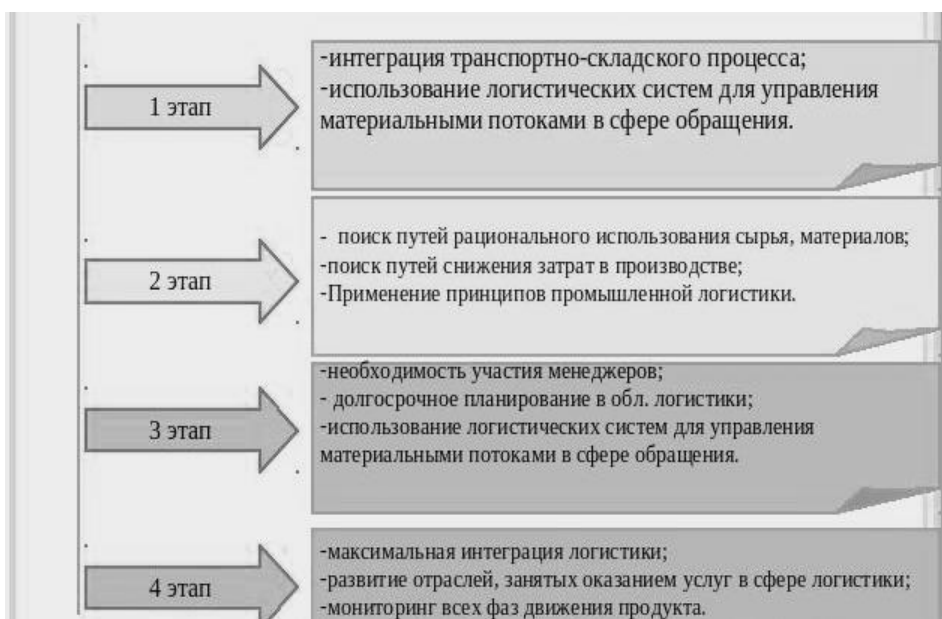 1 этап
-интеграция транспортно-складского процесса;
-использование логистических систем для управления
материальными потоками в сфере обращения.
2 этап
- поиск путей рационального использования сырья, материалов;
-поиск путей снижения затрат в производстве;
-Применение принципов промышленной логистики.
3 этап
-необходимость участия менеджеров;
- долгосрочное планирование в обл. логистики;
-использование логистических систем для управления
материальными потоками в сфере обращения.
4 этап
-максимальная интеграция логистики;
-развитие отраслей, занятых оказанием услуг в сфере логистики;
-мониторинг всех фаз движения продукта.